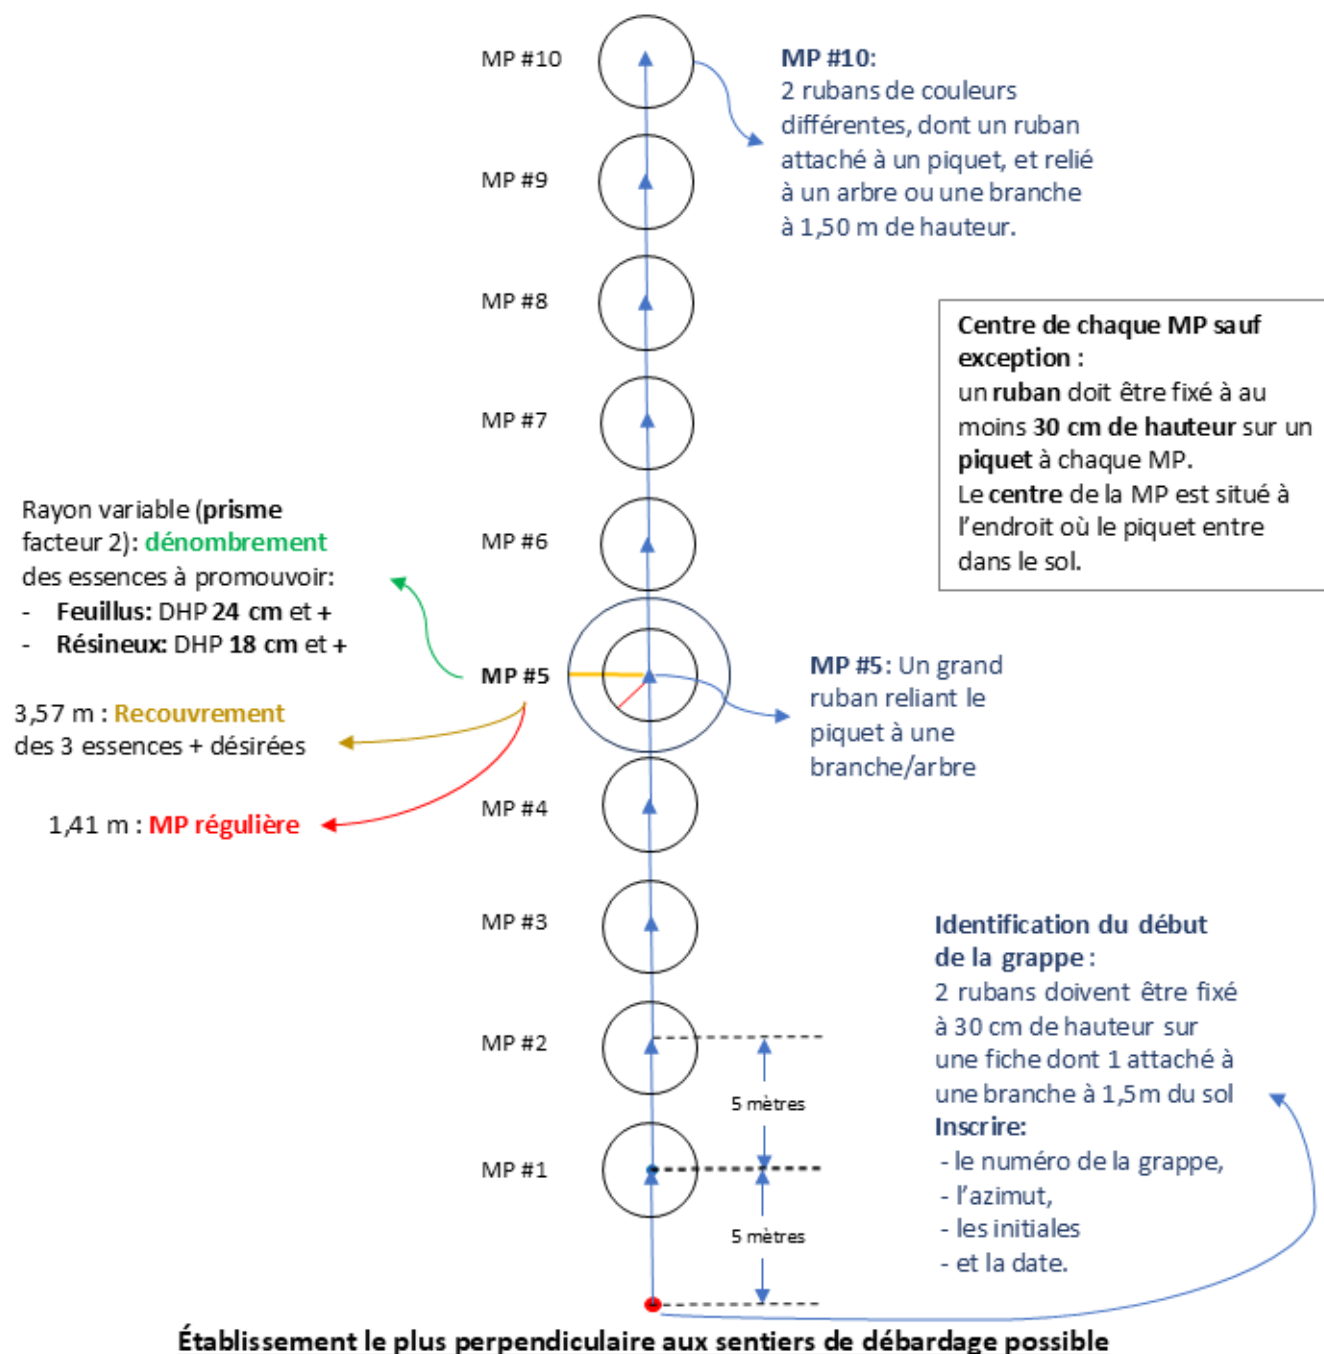 MP #10
MP #10:
2 rubans de couleurs
différentes, dont un ruban
attaché à un piquet, et relié
à un arbre ou une branche
à 1,50 m de hauteur.
MP #9
MP #8
Centre de chaque MP sauf
exception :
un ruban doit être fixé à au
moins 30 cm de hauteur sur un
piquet à chaque MP.
Le centre de la MP est situé à
l'endroit où le piquet entre
dans le sol.
MP #7
Rayon variable (prisme
facteur 2): dénombrement
des essences à promouvoir:
- Feuillus: DHP 24 cm et +
- Résineux: DHP 18 cm et +
MP #6
MP #5
MP #5: Un grand
ruban reliant le
piquet à une
branche/arbre
3,57 m : Recouvrement
des 3 essences + désirées
1,41 m : MP régulière
MP #4
MP #3
Identification du début
de la grappe :
2 rubans doivent être fixé
à 30 cm de hauteur sur
une fiche dont 1 attaché à
une branche à 1,5m du sol
Inscrire:
- le numéro de la grappe,
- l'azimut,
- les initiales
- et la date.
MP #2
5 mètres
MP #1
5 mètres
Établissement le plus perpendiculaire aux sentiers de débardage possible